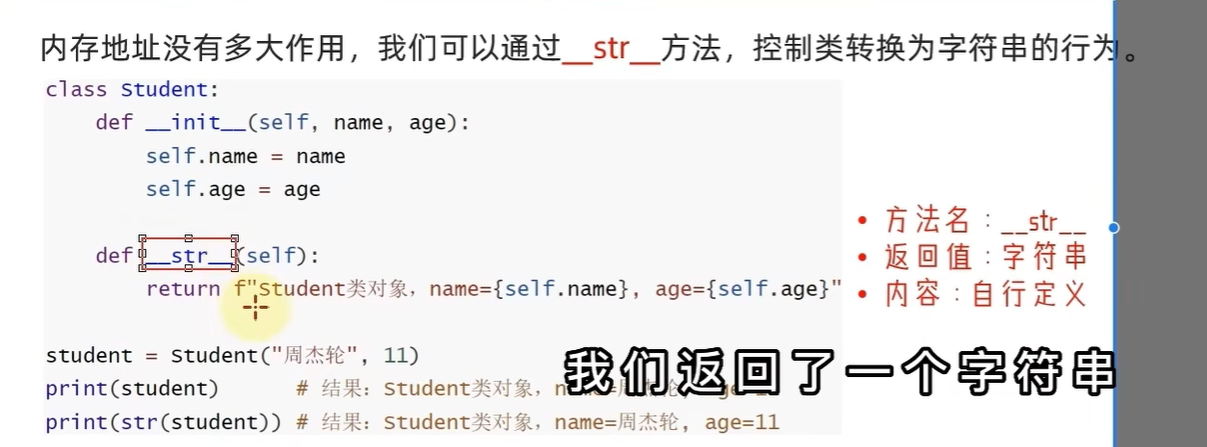 内存地址没有多大作用，我们可以通过__str__方法，控制类转换为字符串的行为。
class Student:
    def __init__(self, name, age):
        self.name = name
        self.age = age
    def __str__(self):
        return f"Student类对象，name={self.name}, age={self.age}"
• 方法名：__str__
• 返回值：字符串
• 内容：自行定义
student = Student("周杰轮", 11)
print(student)      # 结果：Student类对象，name=周杰轮,
我们返回了一个字符串
print(str(student)) # 结果：Student类对象，name=周杰轮, age=11